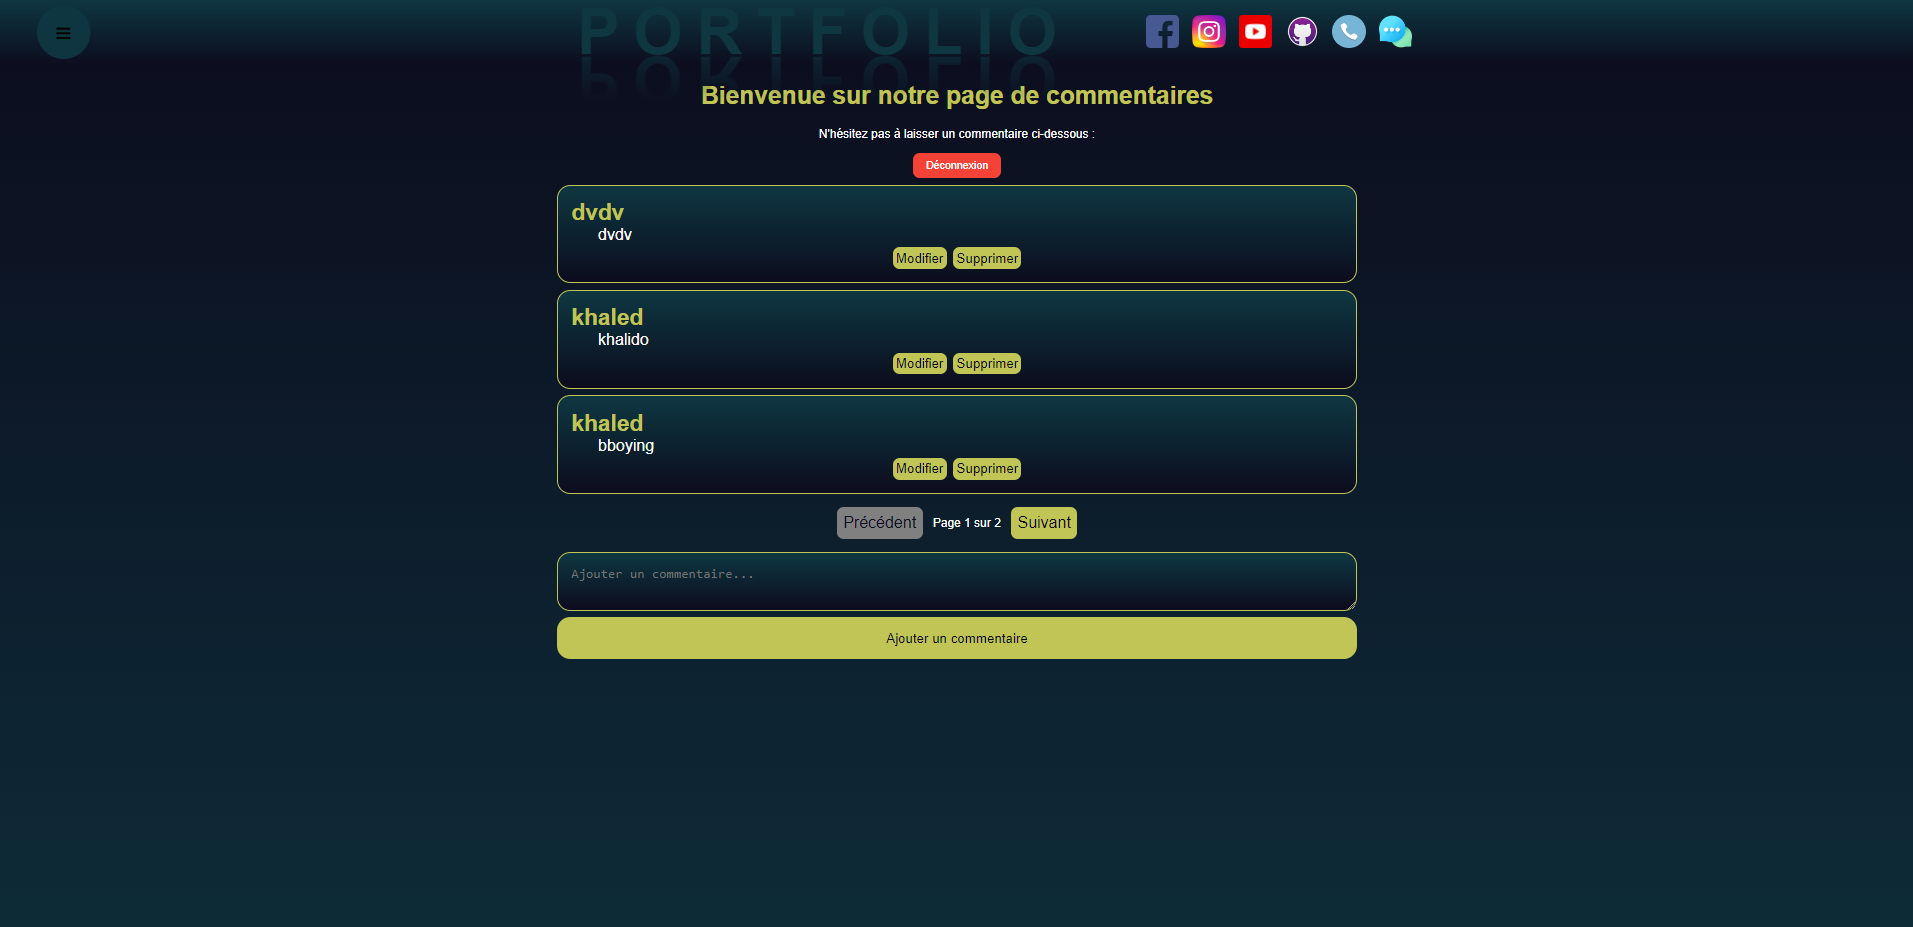 PORTFOLIO
Bienvenue sur notre page de commentaires
N'hésitez pas à laisser un commentaire ci-dessous :
Déconnexion
dvdv
dvdv
Modifier Supprimer
khaled
khalido
Modifier Supprimer
khaled
bboying
Modifier Supprimer
Précédent Page 1 sur 2 Suivant
Ajouter un commentaire...
Ajouter un commentaire